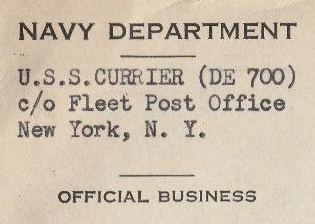 NAVY DEPARTMENT
U.S.S.CURRIER (DE 700)
c/o Fleet Post Office
New York, N. Y.
OFFICIAL BUSINESS